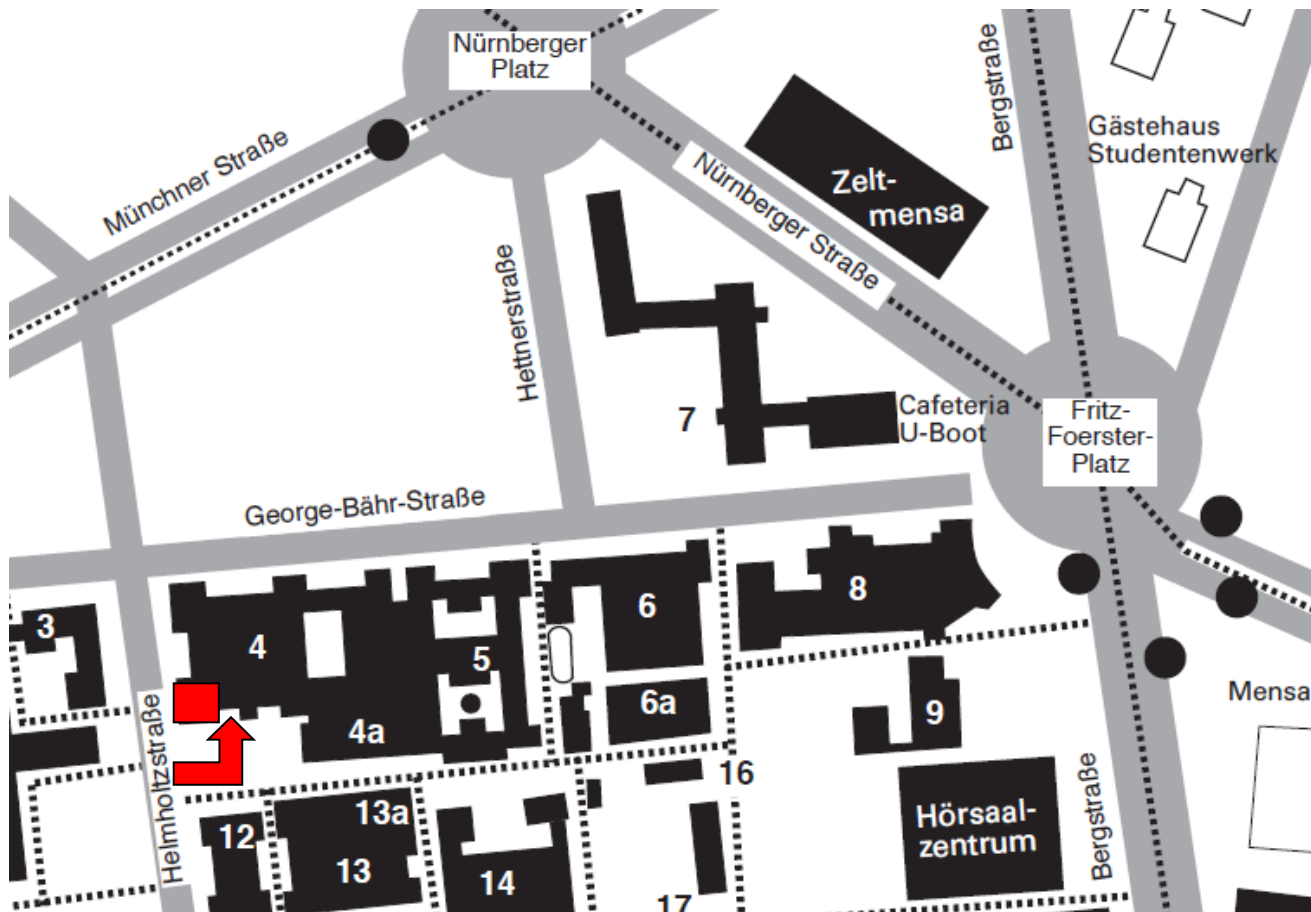 Nürnberger
Platz
Bergstraße
Münchner Straße
Gästehaus
Studentenwerk
Zelt-
mensa
Nürnberger Straße
Hettnerstraße
7
Cafeteria
U-Boot
Fritz-
Foerster-
Platz
George-Bähr-Straße
3
4
5
6
8
4a
6a
9
Mensa
Helmholtzstraße
16
Bergstraße
12
13a
13
14
Hörsaal-
zentrum
17